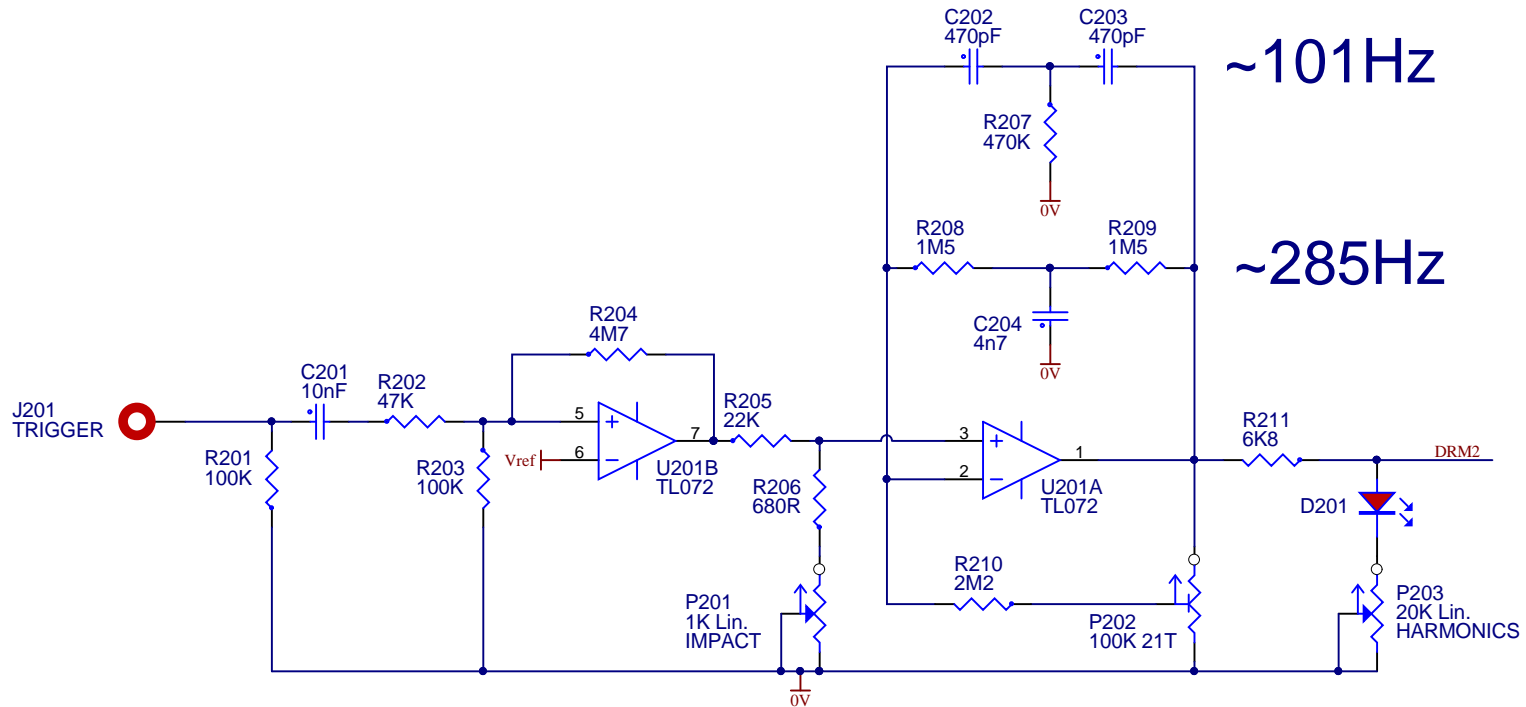 C202
470pF
C203
470pF
~101Hz
R207
470K
0V
R208
1M5
R209
1M5
~285Hz
C204
4n7
0V
R204
4M7
C201
10nF
R202
47K
J201
TRIGGER
R201
100K
R203
100K
5
6
7
Vref
U201B
TL072
R205
22K
R206
680R
3
2
1
U201A
TL072
R211
6K8
DRM2
D201
R210
2M2
P201
1K Lin.
IMPACT
P202
100K 21T
P203
20K Lin.
HARMONICS
0V